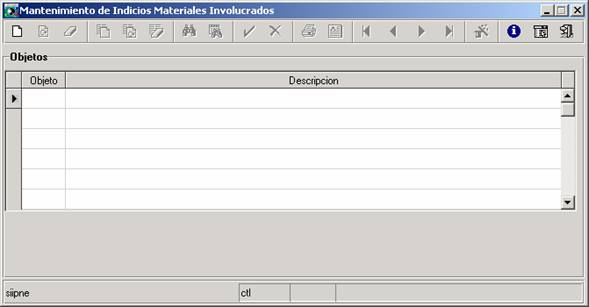 Mantenimiento de Indicios Materiales Involucrados
Objetos
Objeto Descripcion
siipne ctl